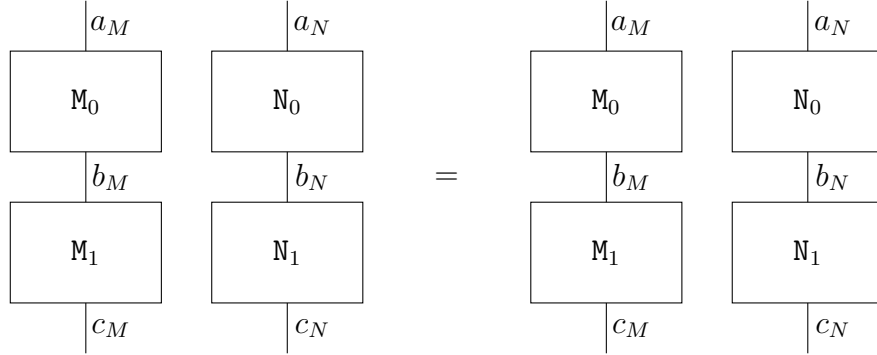 a_M a_N a_M a_N
M_0 N_0 M_0 N_0
b_M b_N = b_M b_N
M_1 N_1 M_1 N_1
c_M c_N c_M c_N